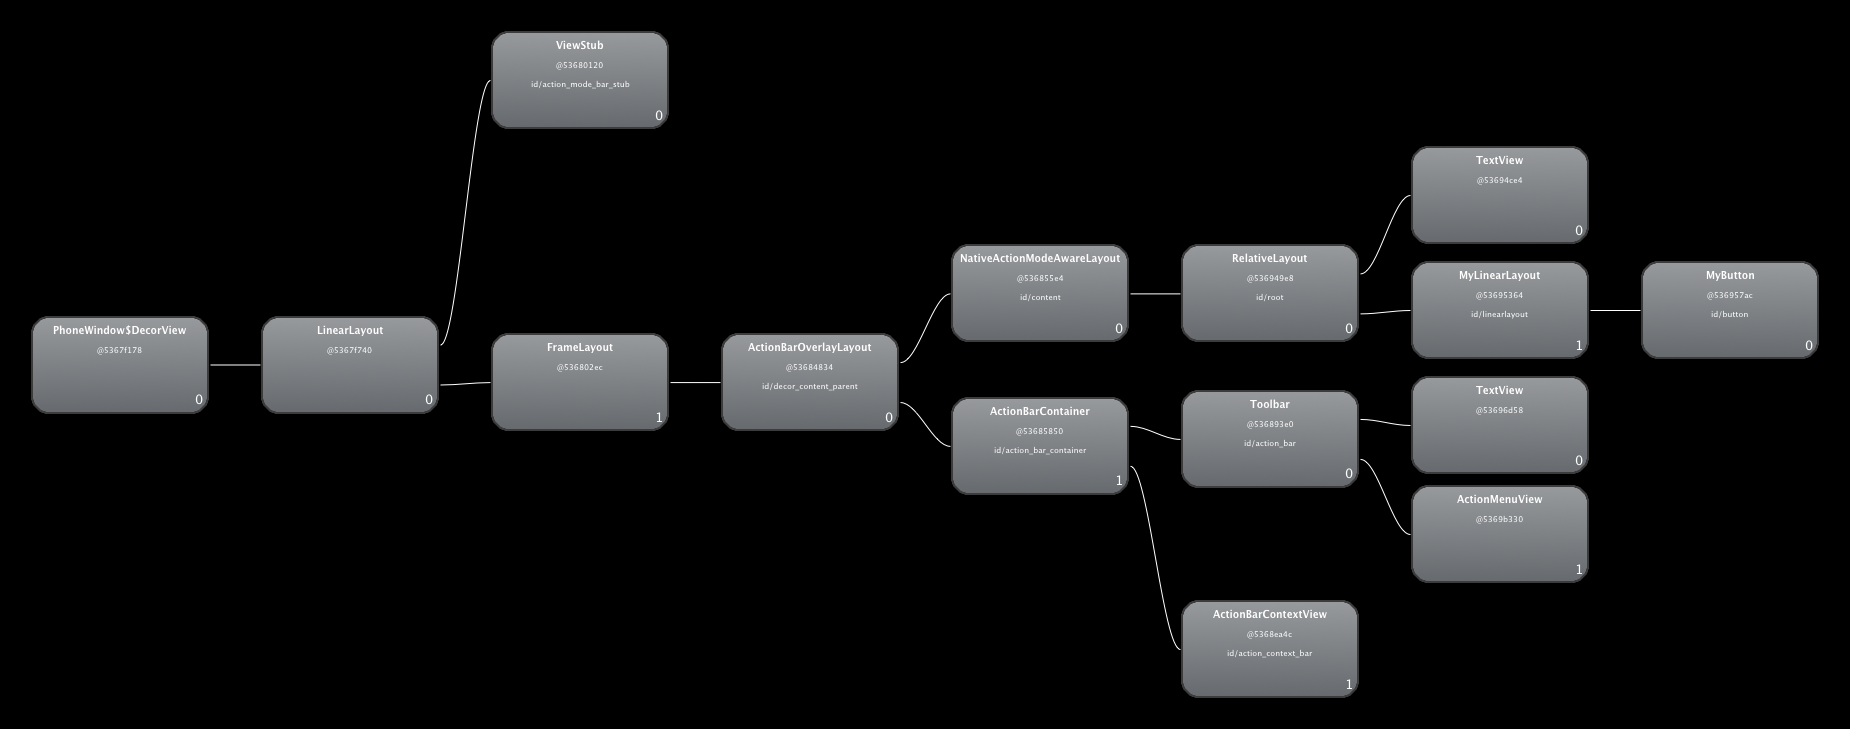 ViewStub
@53680120
id/action_mode_bar_stub
0
PhoneWindow$DecorView
@5367f178
0
LinearLayout
@5367f740
0
FrameLayout
@536802ec
1
ActionBarOverlayLayout
@53684834
id/decor_content_parent
0
NativeActionModeAwareLayout
@536855e4
id/content
0
RelativeLayout
@536949e8
id/root
0
TextView
@53694ce4
0
MyLinearLayout
@53695364
id/linearlayout
1
MyButton
@536957ac
id/button
0
ActionBarContainer
@53685850
id/action_bar_container
1
Toolbar
@536893e0
id/action_bar
0
TextView
@53696d58
0
ActionMenuView
@5369b330
1
ActionBarContextView
@5368ea4c
id/action_context_bar
1